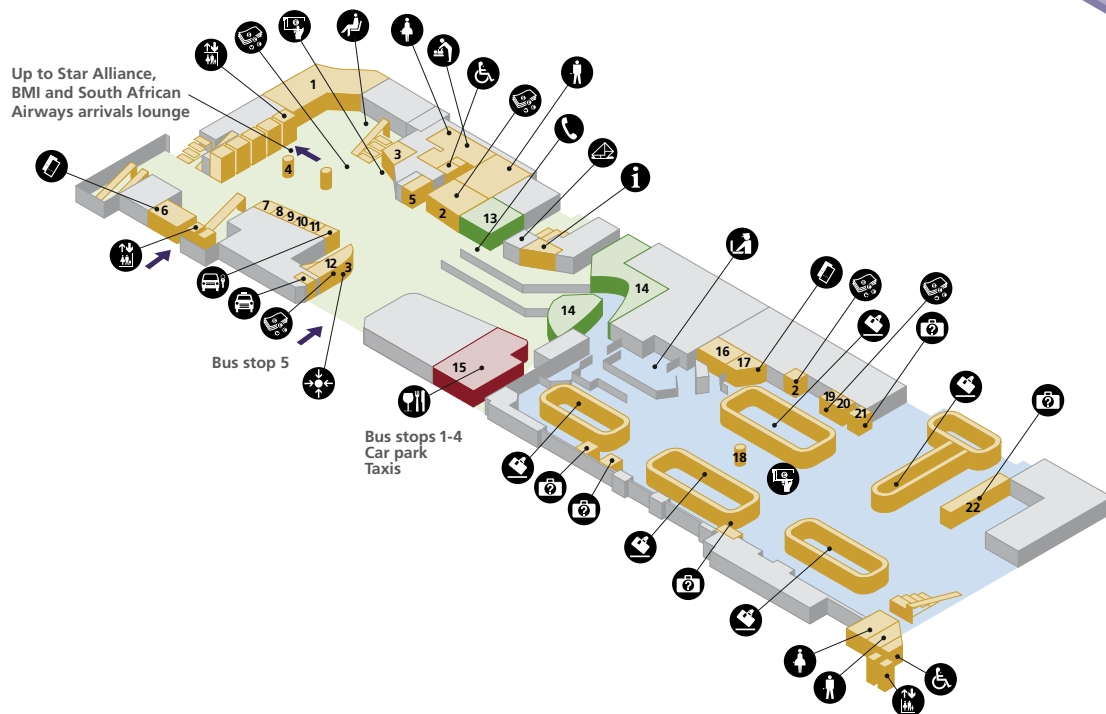 Up to Star Alliance,
BMI and South African
Airways arrivals lounge
1
3
4
5
2
13
6
7 8 9 10 11
12 3
i
14
14
Bus stop 5
15
16
17
2
19
20
21
18
22
Bus stops 1-4
Car park
Taxis